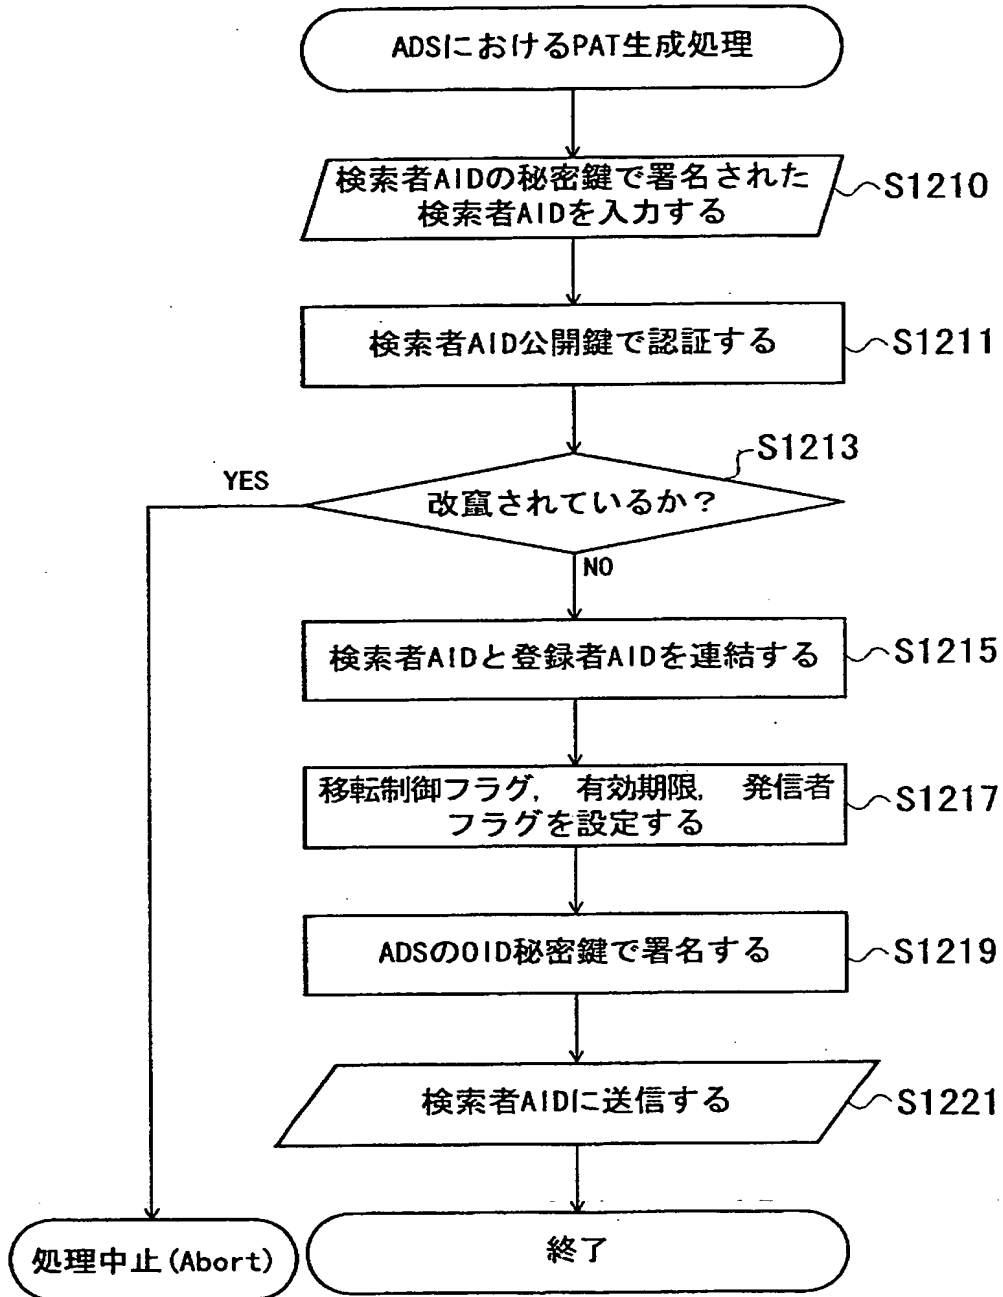 ADSにおけるPAT生成処理
検索者AIDの秘密鍵で署名された
検索者AIDを入力する
S1210
検索者AID公開鍵で認証する
S1211
S1213
YES
改竄されているか？
NO
検索者AIDと登録者AIDを連結する
S1215
移転制御フラグ, 有効期限, 発信者
フラグを設定する
S1217
ADSのOID秘密鍵で署名する
S1219
検索者AIDに送信する
S1221
処理中止(Abort)
終了